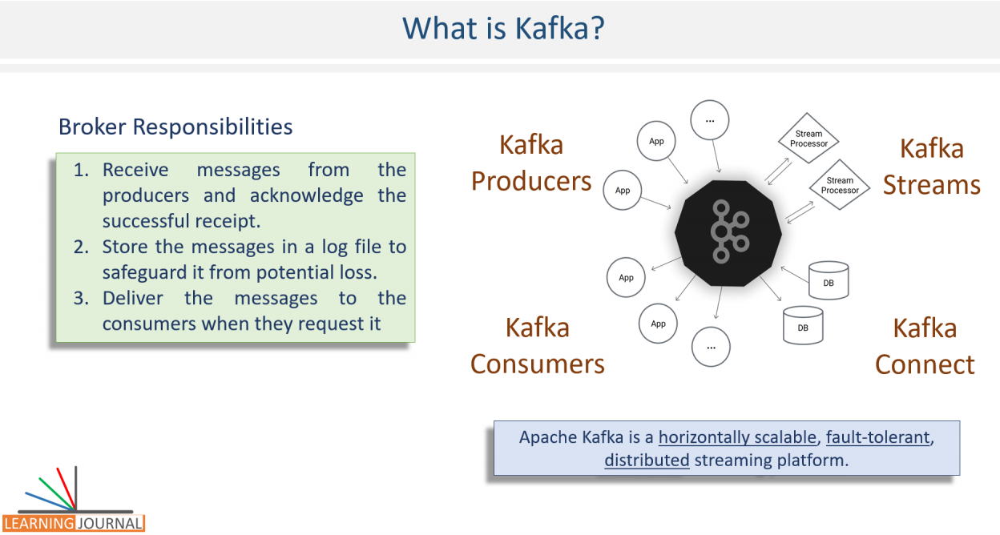 What is Kafka?
Broker Responsibilities
1. Receive messages from the
producers and acknowledge the
successful receipt.
2. Store the messages in a log file to
safeguard it from potential loss.
3. Deliver the messages to the
consumers when they request it
Kafka
Producers
...
App
App
Stream
Processor
Stream
Processor
Kafka
Streams
App
App
...
Kafka
Consumers
DB
DB
Kafka
Connect
Apache Kafka is a horizontally scalable, fault-tolerant,
distributed streaming platform.
LEARNING JOURNAL